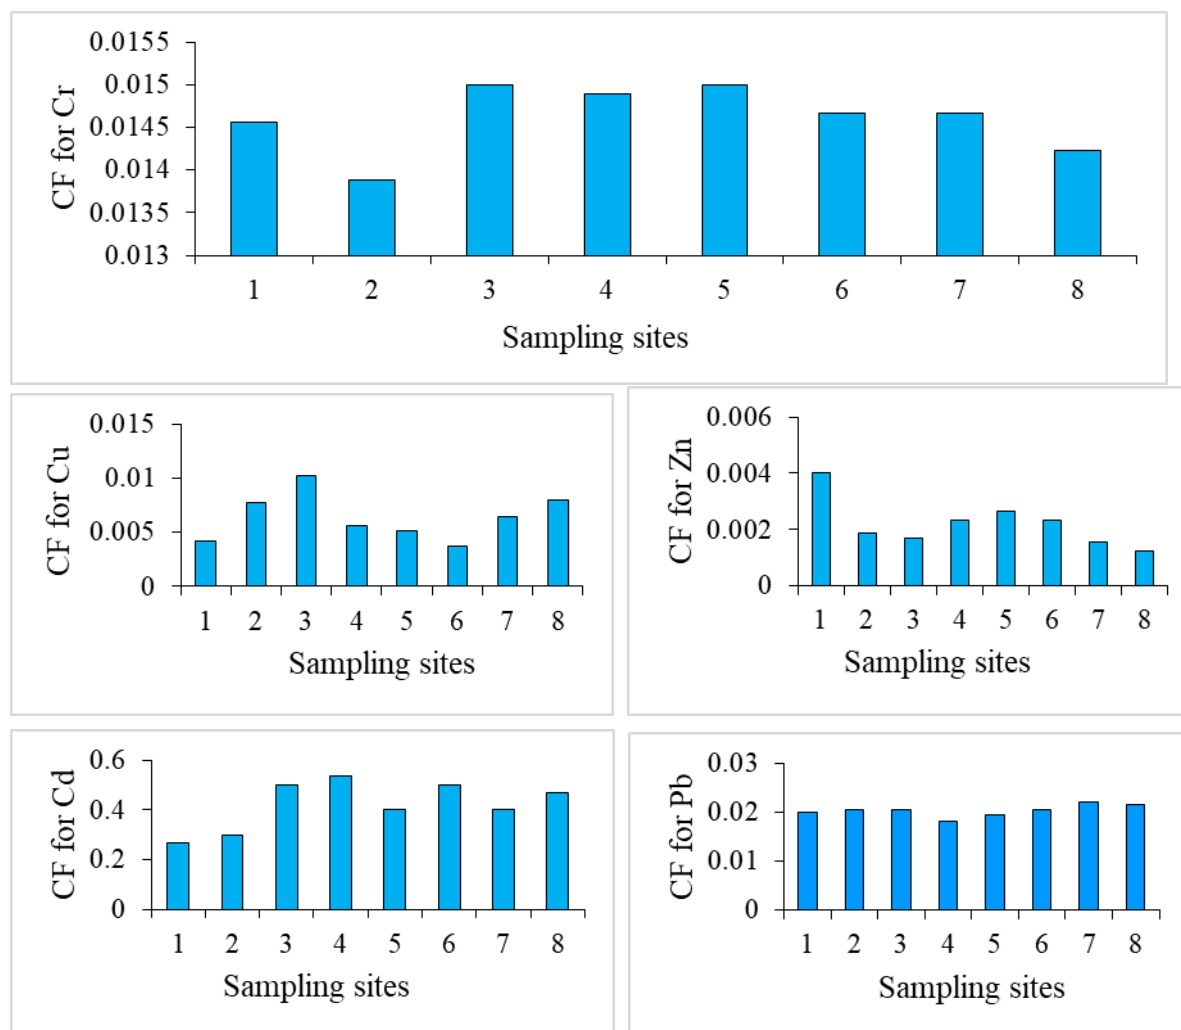 CF for Cr
0.0155
0.015
0.0145
0.014
0.0135
0.013
1 2 3 4 5 6 7 8
Sampling sites
CF for Cu
0.015
0.01
0.005
0
1 2 3 4 5 6 7 8
Sampling sites
CF for Zn
0.006
0.004
0.002
0
1 2 3 4 5 6 7 8
Sampling sites
CF for Cd
0.6
0.4
0.2
0
1 2 3 4 5 6 7 8
Sampling sites
CF for Pb
0.03
0.02
0.01
0
1 2 3 4 5 6 7 8
Sampling sites